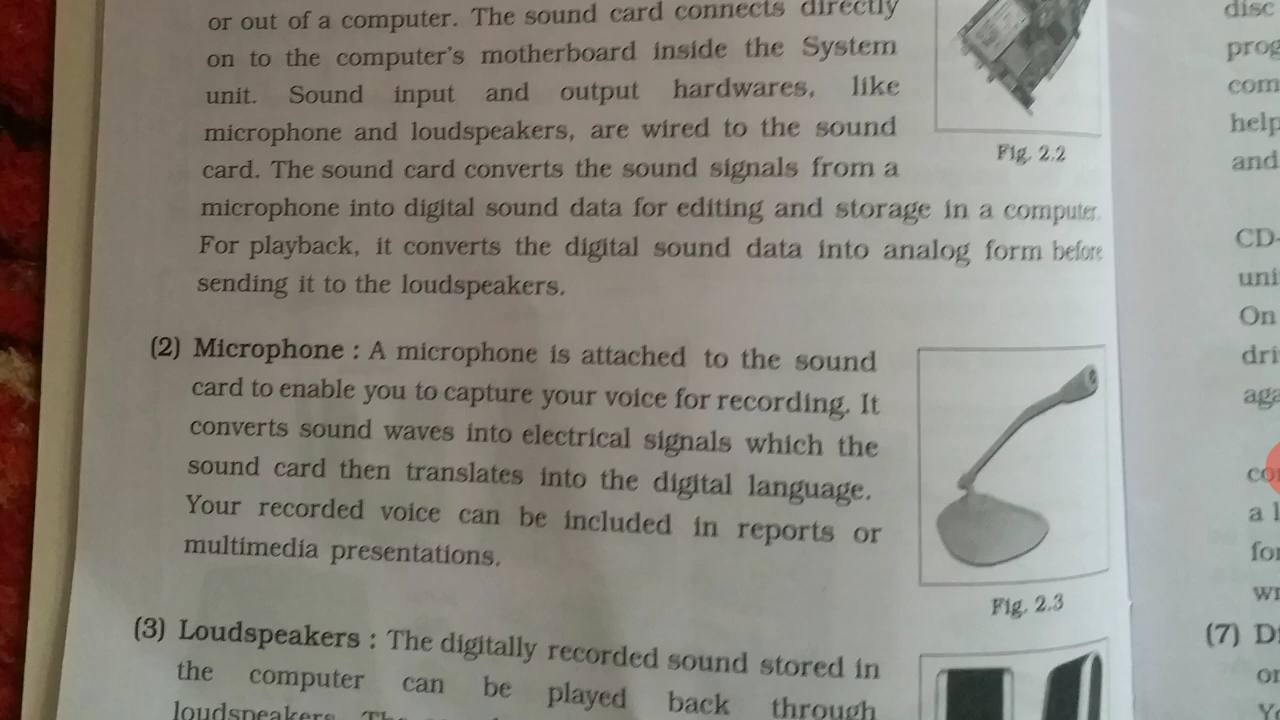 or out of a computer. The sound card connects directly
on to the computer's motherboard inside the System
unit. Sound input and output hardwares, like
microphone and loudspeakers, are wired to the sound
card. The sound card converts the sound signals from a
microphone into digital sound data for editing and storage in a computer.
For playback, it converts the digital sound data into analog form before
sending it to the loudspeakers.
Fig. 2.2
(2) Microphone : A microphone is attached to the sound
card to enable you to capture your voice for recording. It
converts sound waves into electrical signals which the
sound card then translates into the digital language.
Your recorded voice can be included in reports or
multimedia presentations.
Fig. 2.3
(3) Loudspeakers : The digitally recorded sound stored in
the computer can be played back through
loudspeakers. The
disc
prog
com
help
and
CD-
uni
On
dri
aga
a l
for
wr
(7) Di
or